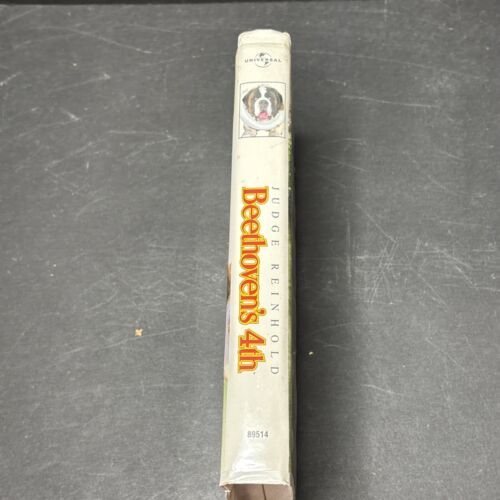 UNIVERSAL
JUDGE REINHOLD
Beethoven's 4th
89514